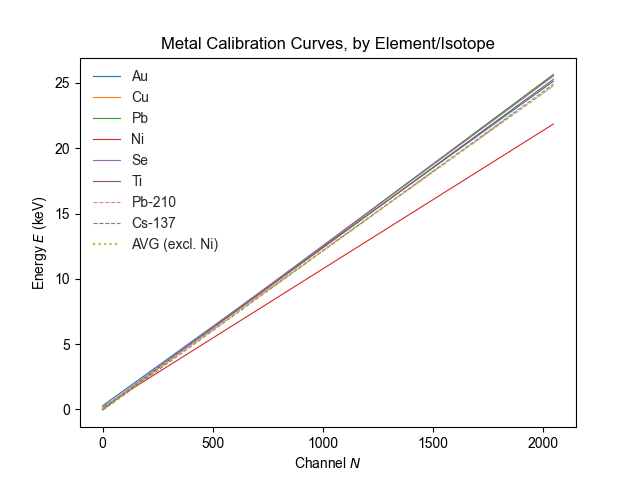 Metal Calibration Curves, by Element/Isotope
Au
Cu
Pb
Ni
Se
Ti
Pb-210
Cs-137
AVG (excl. Ni)
25
20
15
10
5
0
Energy E (keV)
0 500 1000 1500 2000
Channel N